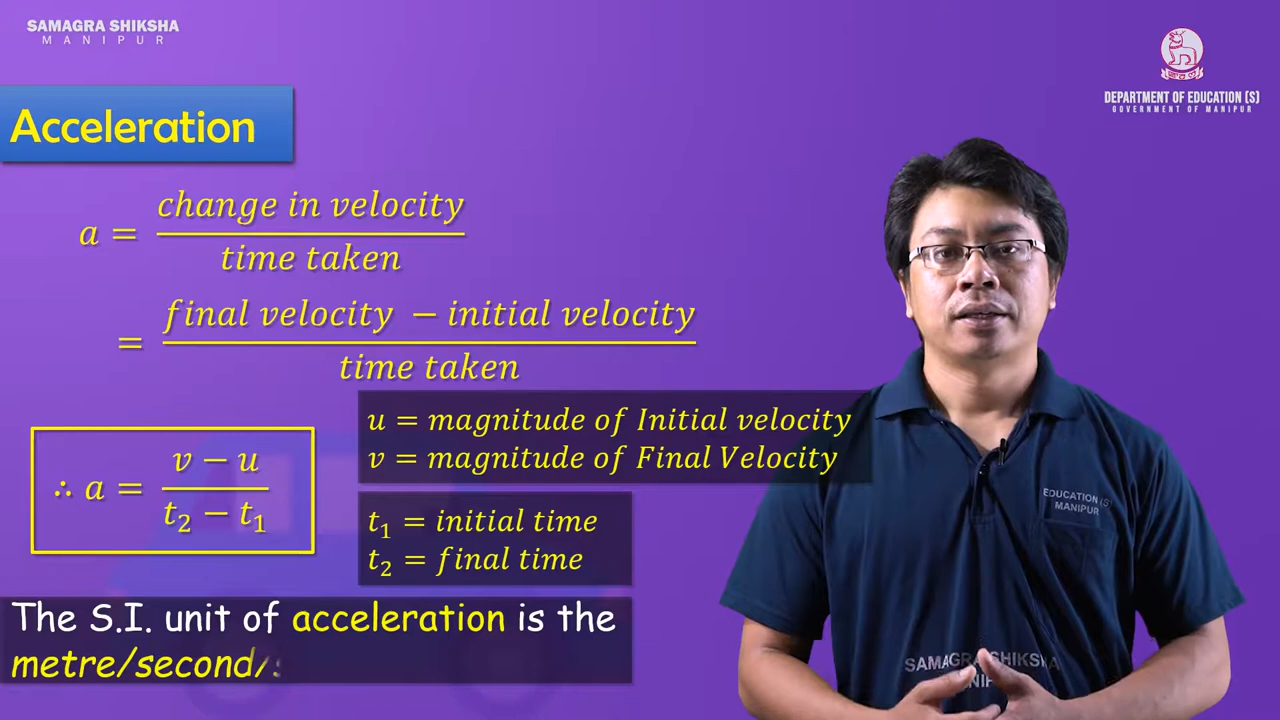 SAMAGRA SHIKSHA
MANIPUR
DEPARTMENT OF EDUCATION (S)
GOVERNMENT OF MANIPUR
Acceleration
a = change in velocity / time taken
= final velocity − initial velocity / time taken
∴ a = v − u / t₂ − t₁
u = magnitude of Initial velocity
v = magnitude of Final Velocity
t₁ = initial time
t₂ = final time
The S.I. unit of acceleration is the
metre/second/
EDUCATION (S)
MANIPUR
SAMAGRA SHIKSHA